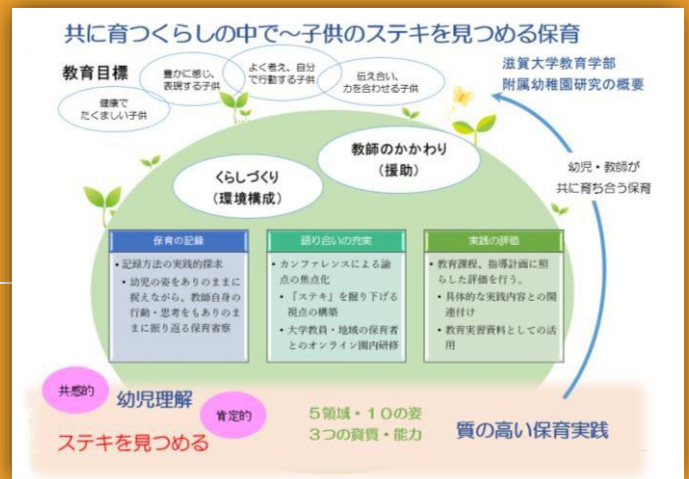 共に育つくらしの中で～子供のステキを見つめる保育
教育目標
健康で
たくましい子供
豊かに感じ、
表現する子供
よく考え、自分
で行動する子供
伝え合い、
力を合わせる子供
滋賀大学教育学部
附属幼稚園研究の概要
くらしづくり
（環境構成）
教師のかかわり
（援助）
幼児・教師が
共に育ち合う保育
保育の記録
• 記録方法の実践的探求
• 幼児の姿をありのままに
捉えながら、教師自身の
行動・思考をもありのま
まに振り返る保育省察
語り合いの充実
• カンファレンスによる論
点の焦点化
• 『ステキ』を掘り下げる
視点の構築
• 大学教員・地域の保育者
とのオンライン園内研修
実践の評価
• 教育課程、指導計画に照
らした評価を行う。
• 具体的な実践内容との関
連付け
• 教育実習資料としての活
用
共感的
幼児理解
肯定的
ステキを見つめる
５領域・１０の姿
３つの資質・能力
質の高い保育実践